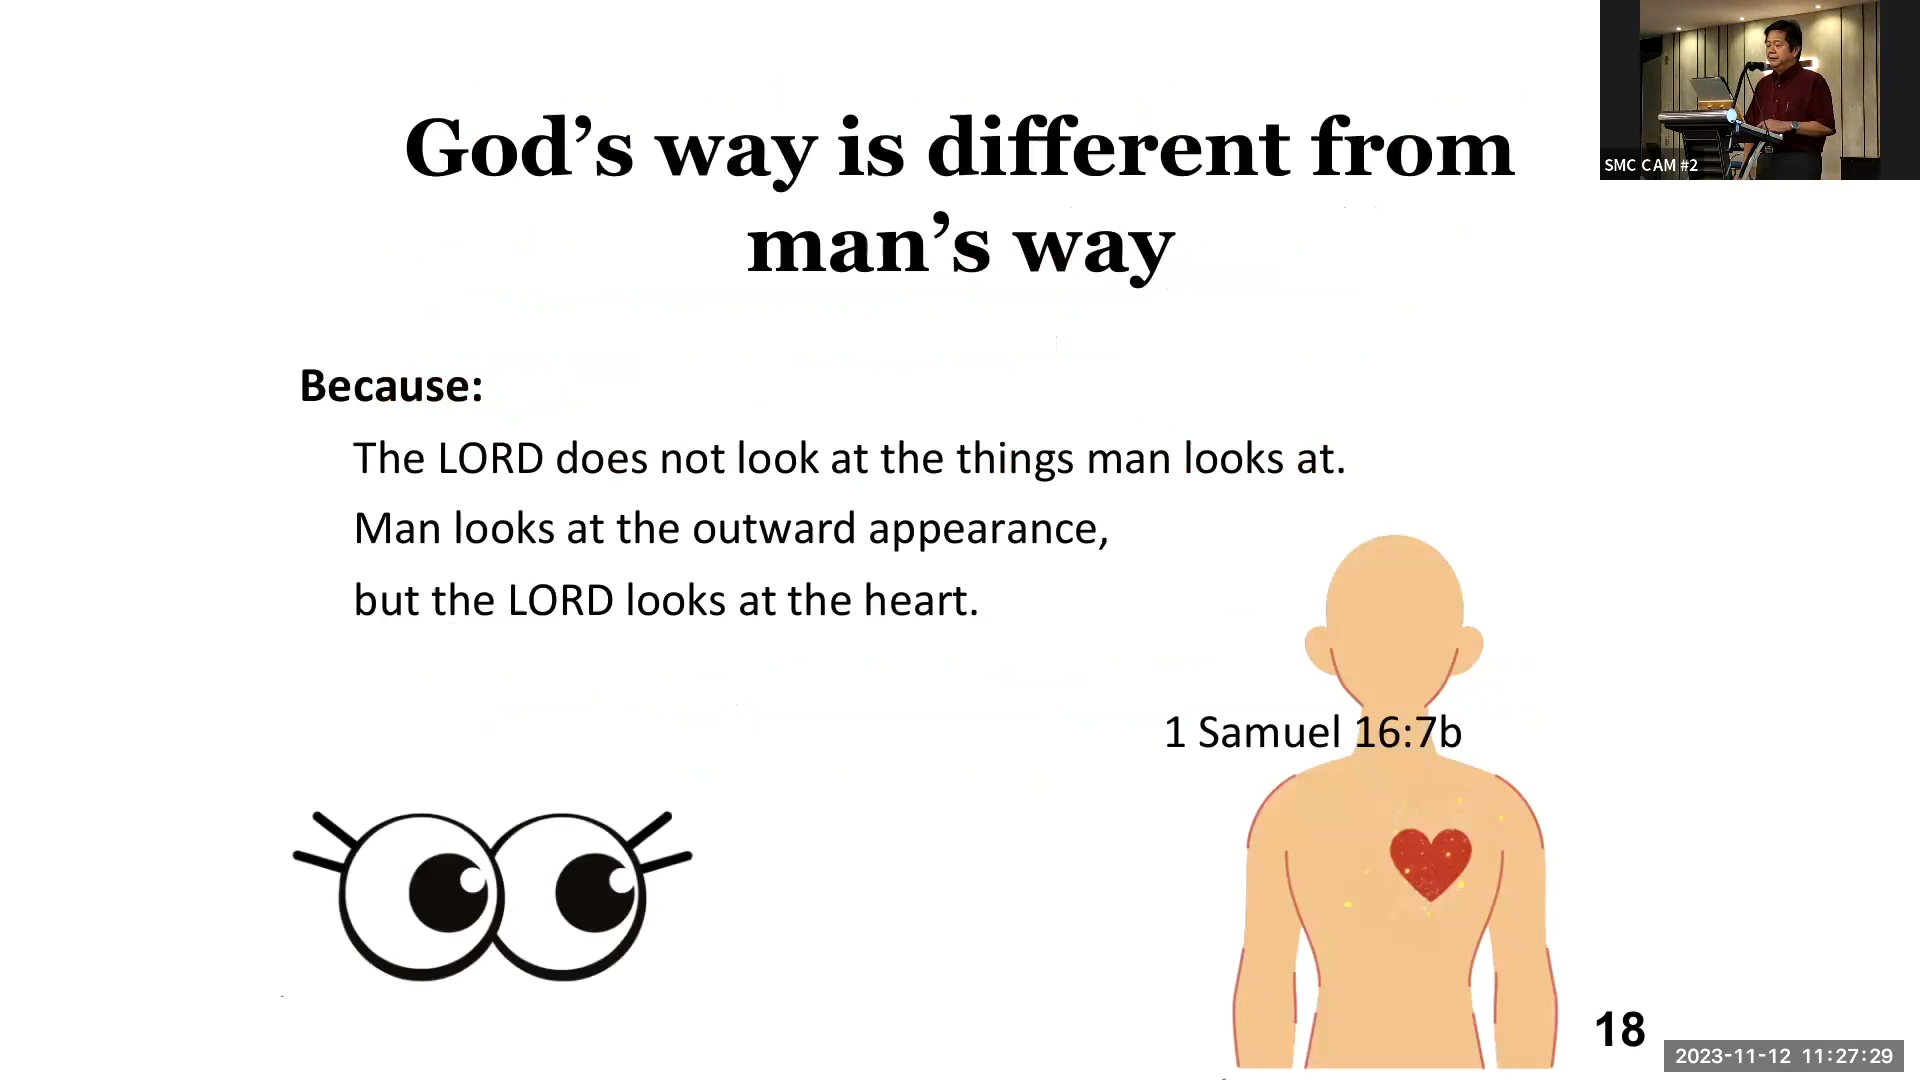 God’s way is different from
man’s way
Because:
The LORD does not look at the things man looks at.
Man looks at the outward appearance,
but the LORD looks at the heart.
1 Samuel 16:7b
18
SMC CAM #2
2023-11-12 11:27:29